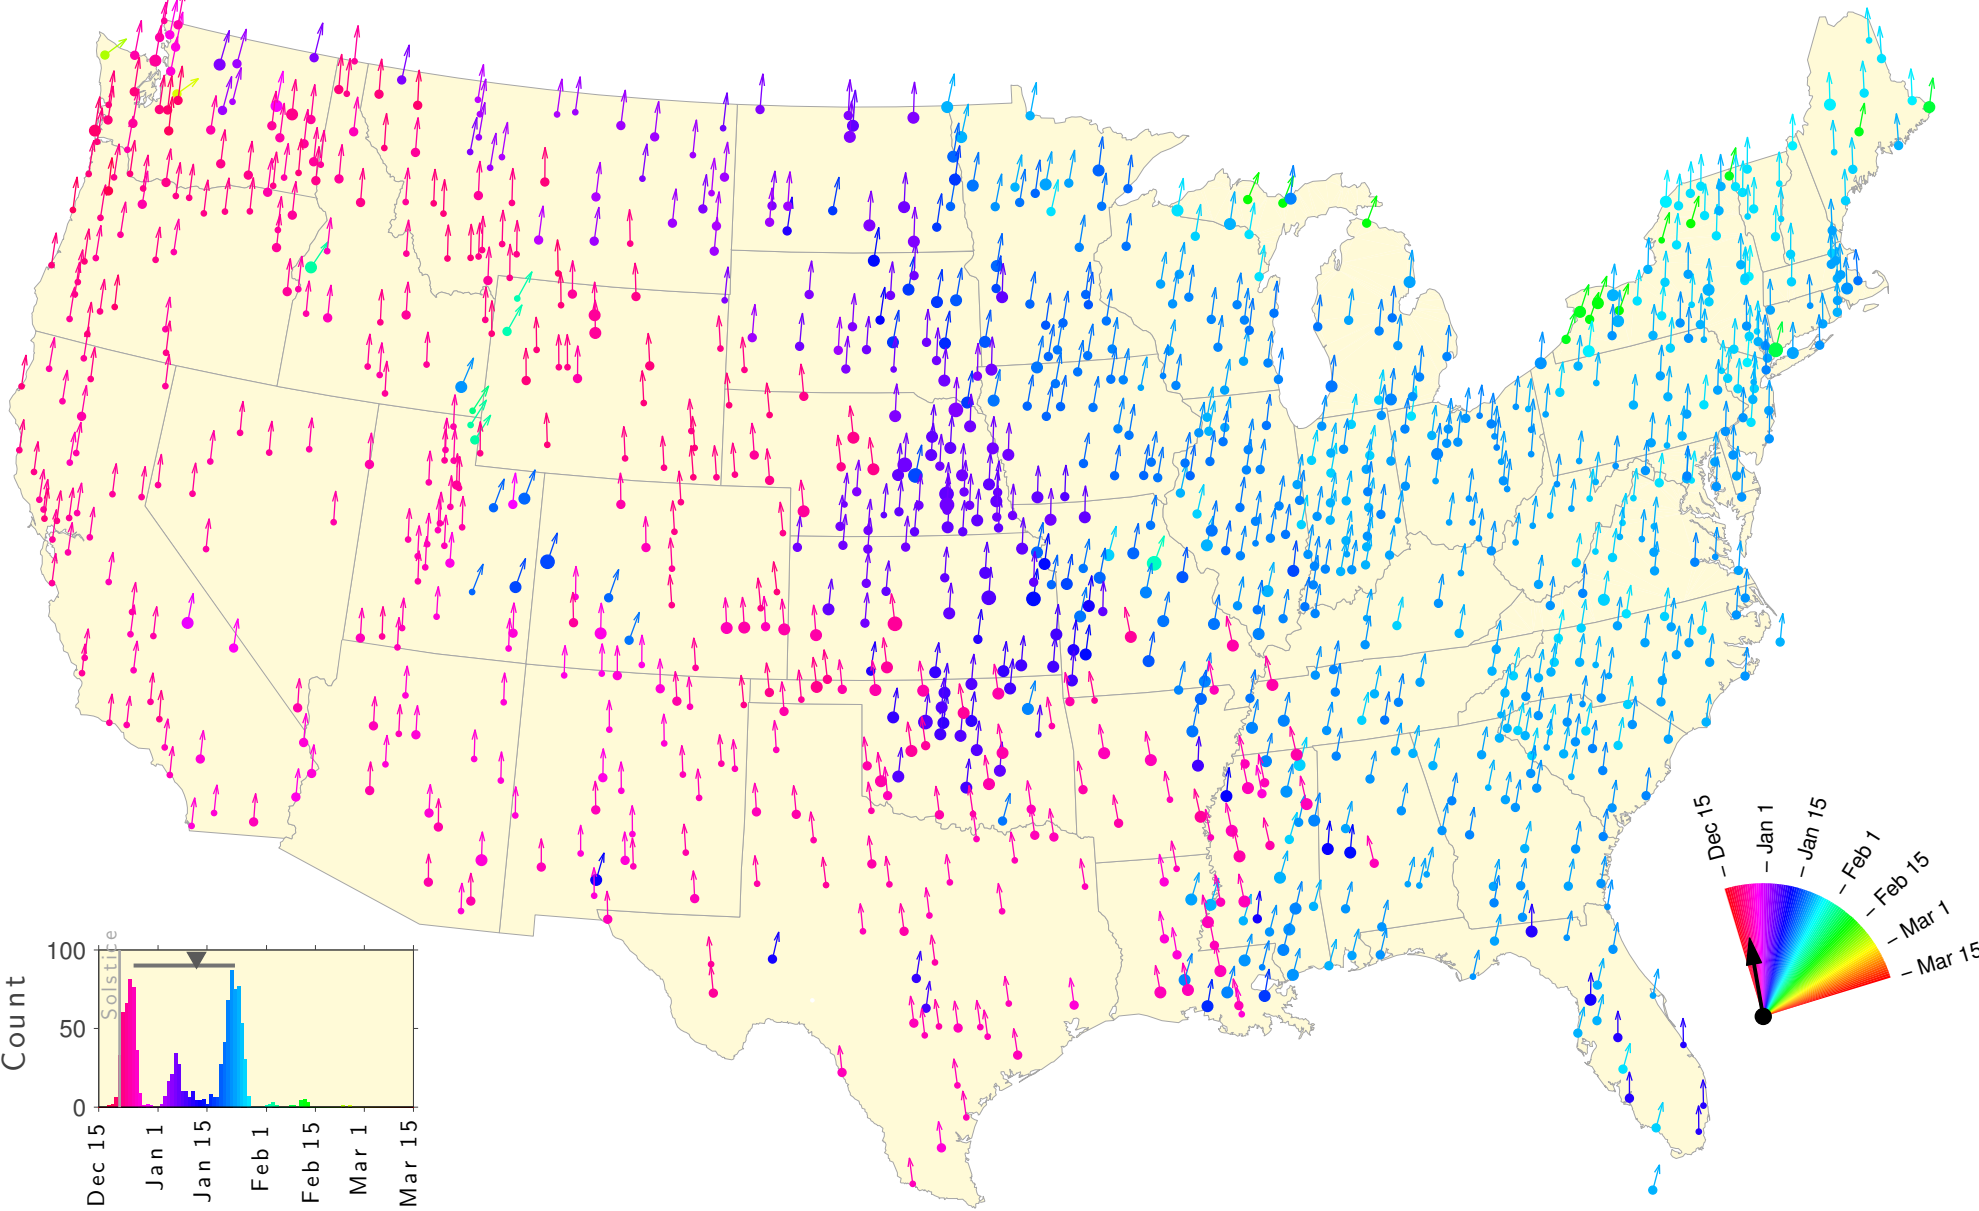 Dec 15
– Jan 1
– Jan 15
– Feb 1
– Feb 15
– Mar 1
– Mar 15
Solstice
Count
100
50
0
Dec 15
Jan 1
Jan 15
Feb 1
Feb 15
Mar 1
Mar 15